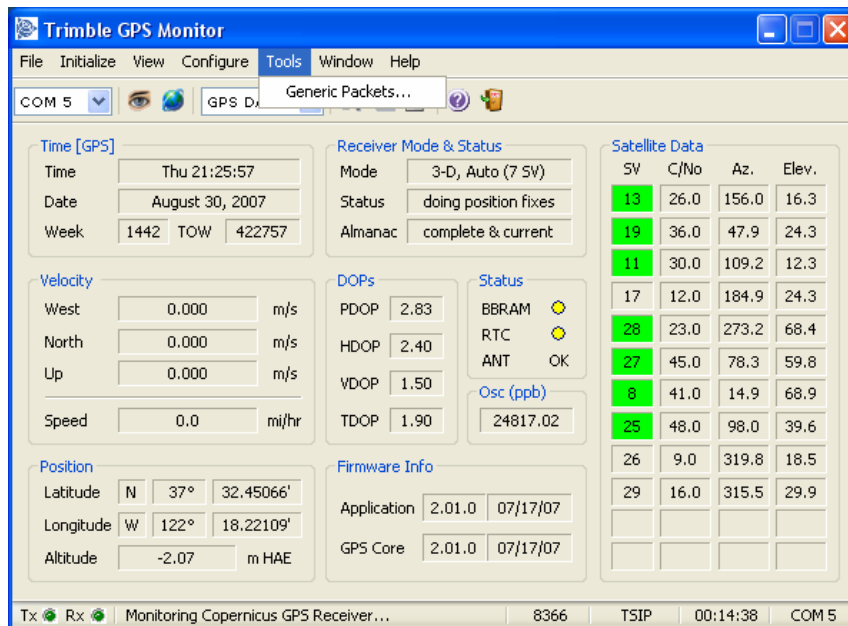 Trimble GPS Monitor
File Initialize View Configure Tools Window Help
COM 5 GPS DA
Generic Packets...
Time [GPS]
Time Thu 21:25:57
Date August 30, 2007
Week 1442 TOW 422757
Receiver Mode & Status
Mode 3-D, Auto (7 SV)
Status doing position fixes
Almanac complete & current
Velocity
West 0.000 m/s
North 0.000 m/s
Up 0.000 m/s
Speed 0.0 mi/hr
DOPs
PDOP 2.83
HDOP 2.40
VDOP 1.50
TDOP 1.90
Status
BBRAM
RTC
ANT OK
Osc (ppb)
24817.02
Position
Latitude N 37° 32.45066'
Longitude W 122° 18.22109'
Altitude -2.07 m HAE
Firmware Info
Application 2.01.0 07/17/07
GPS Core 2.01.0 07/17/07
Satellite Data
SV C/No Az. Elev.
13 26.0 156.0 16.3
19 36.0 47.9 24.3
11 30.0 109.2 12.3
17 12.0 184.9 24.3
28 23.0 273.2 68.4
27 45.0 78.3 59.8
8 41.0 14.9 68.9
25 48.0 98.0 39.6
26 9.0 319.8 18.5
29 16.0 315.5 29.9
Tx Rx Monitoring Copernicus GPS Receiver... 8366 TSIP 00:14:38 COM 5